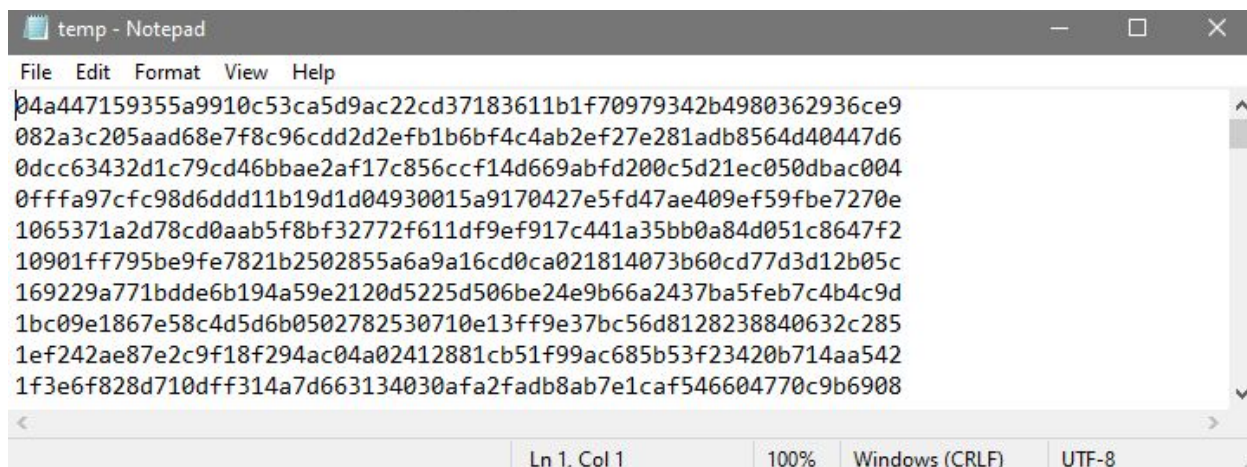 temp - Notepad
File Edit Format View Help
04a447159355a9910c53ca5d9ac22cd37183611b1f70979342b4980362936ce9
082a3c205aad68e7f8c96cdd2d2efb1b6bf4c4ab2ef27e281adb8564d40447d6
0dcc63432d1c79cd46bbae2af17c856ccf14d669abfd200c5d21ec050dbac004
0fffa97cfc98d6ddd11b19d1d04930015a9170427e5fd47ae409ef59fbe7270e
1065371a2d78cd0aab5f8bf32772f611df9ef917c441a35bb0a84d051c8647f2
10901ff795be9fe7821b2502855a6a9a16cd0ca021814073b60cd77d3d12b05c
169229a771bdde6b194a59e2120d5225d506be24e9b66a2437ba5feb7c4b4c9d
1bc09e1867e58c4d5d6b0502782530710e13ff9e37bc56d8128238840632c285
1ef242ae87e2c9f18f294ac04a02412881cb51f99ac685b53f23420b714aa542
1f3e6f828d710dff314a7d663134030afa2fadb8ab7e1caf546604770c9b6908
Ln 1, Col 1 100% Windows (CRLF) UTF-8